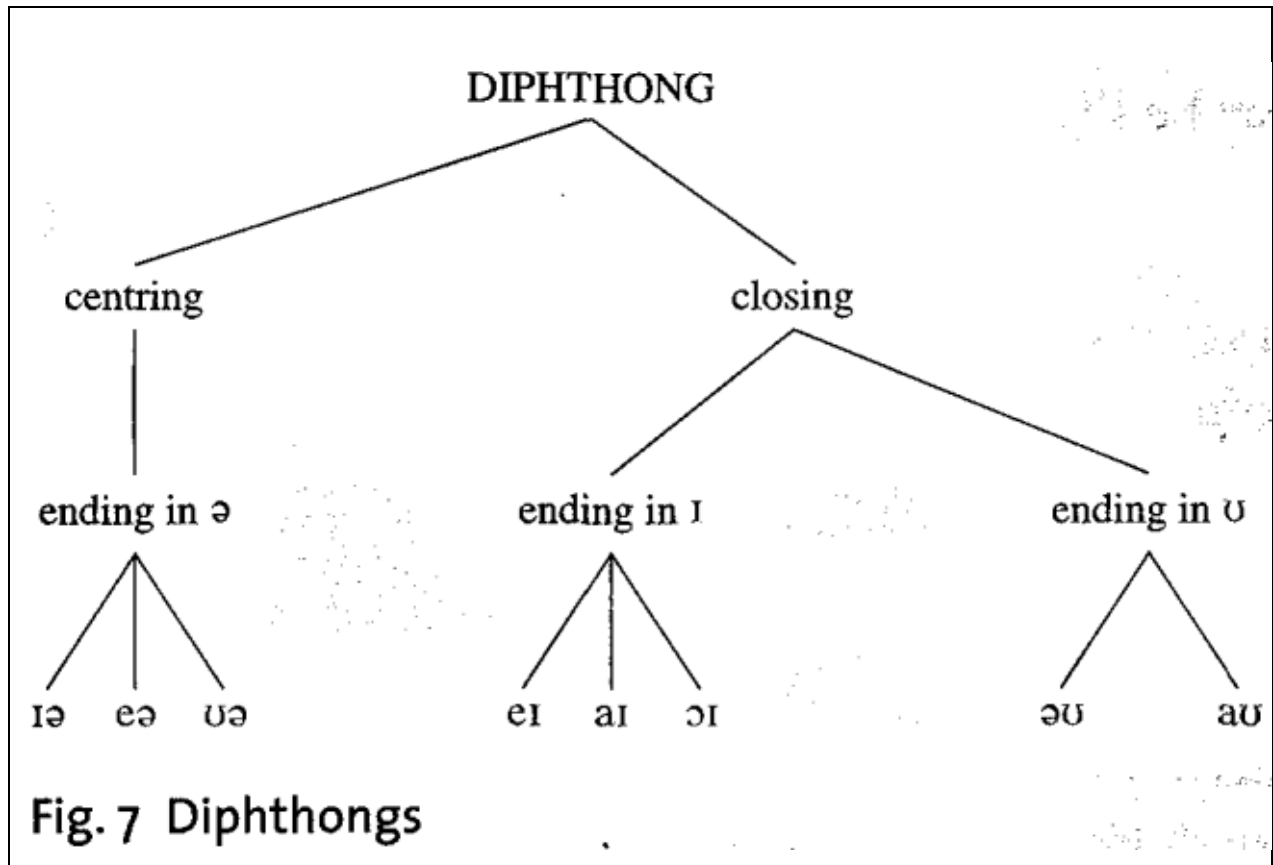 DIPHTHONG
centring closing
ending in ə ending in ɪ ending in ʊ
ɪə eə ʊə eɪ aɪ ɔɪ əʊ aʊ
Fig. 7 Diphthongs